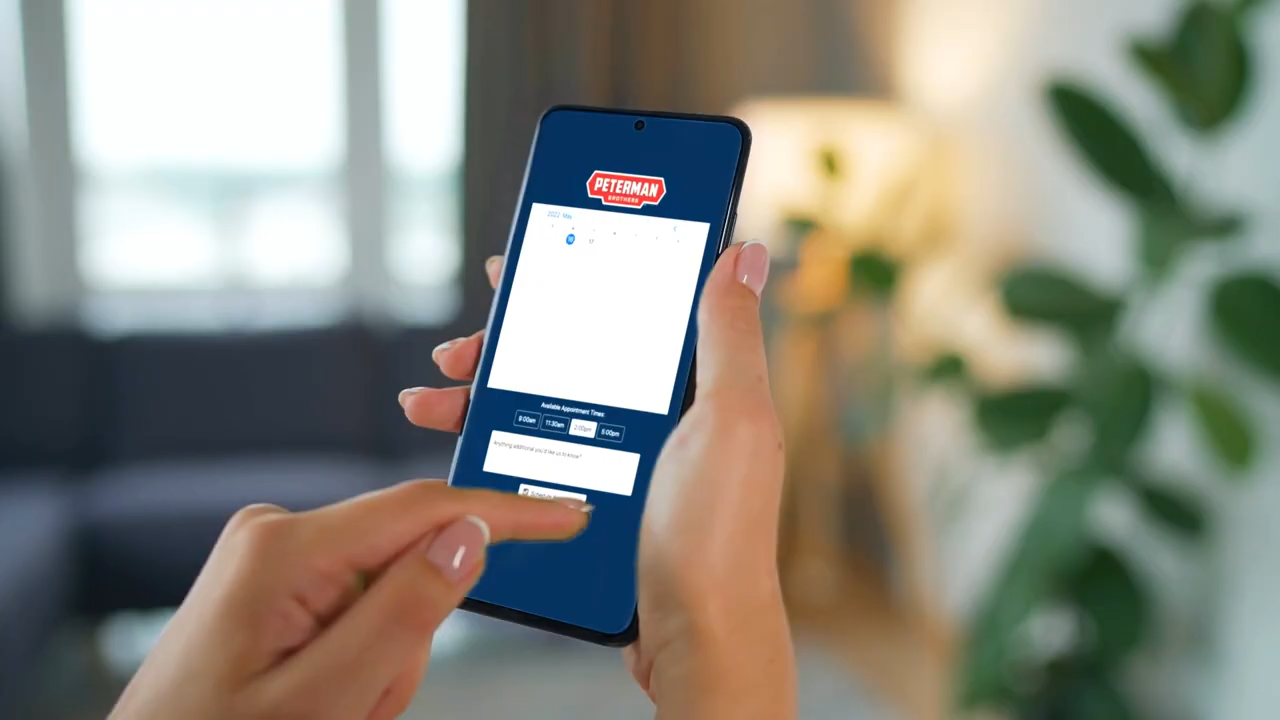 PETERMAN
BROTHERS
2022 May
17
Available Appointment Times:
9:00am 11:30am 2:00pm 5:00pm
Anything additional you'd like us to know?